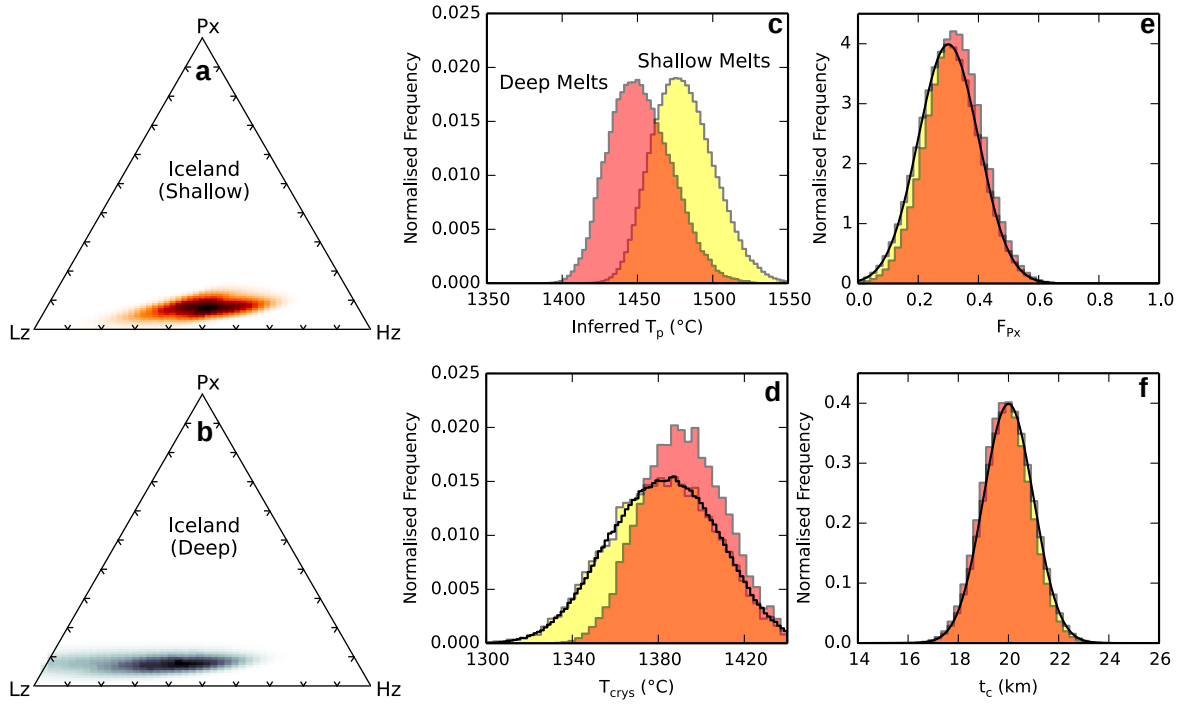 Px
a
Iceland
(Shallow)
Lz
Hz
Px
b
Iceland
(Deep)
Lz
Hz
c
0.025
0.020
0.015
0.010
0.005
0.000
Normalised Frequency
Deep Melts
Shallow Melts
1350 1400 1450 1500 1550
Inferred T_p (°C)
d
0.025
0.020
0.015
0.010
0.005
0.000
Normalised Frequency
1300 1340 1380 1420
T_crys (°C)
e
4
3
2
1
0
Normalised Frequency
0.0 0.2 0.4 0.6 0.8 1.0
F_Px
f
0.4
0.3
0.2
0.1
0.0
Normalised Frequency
14 16 18 20 22 24 26
t_c (km)